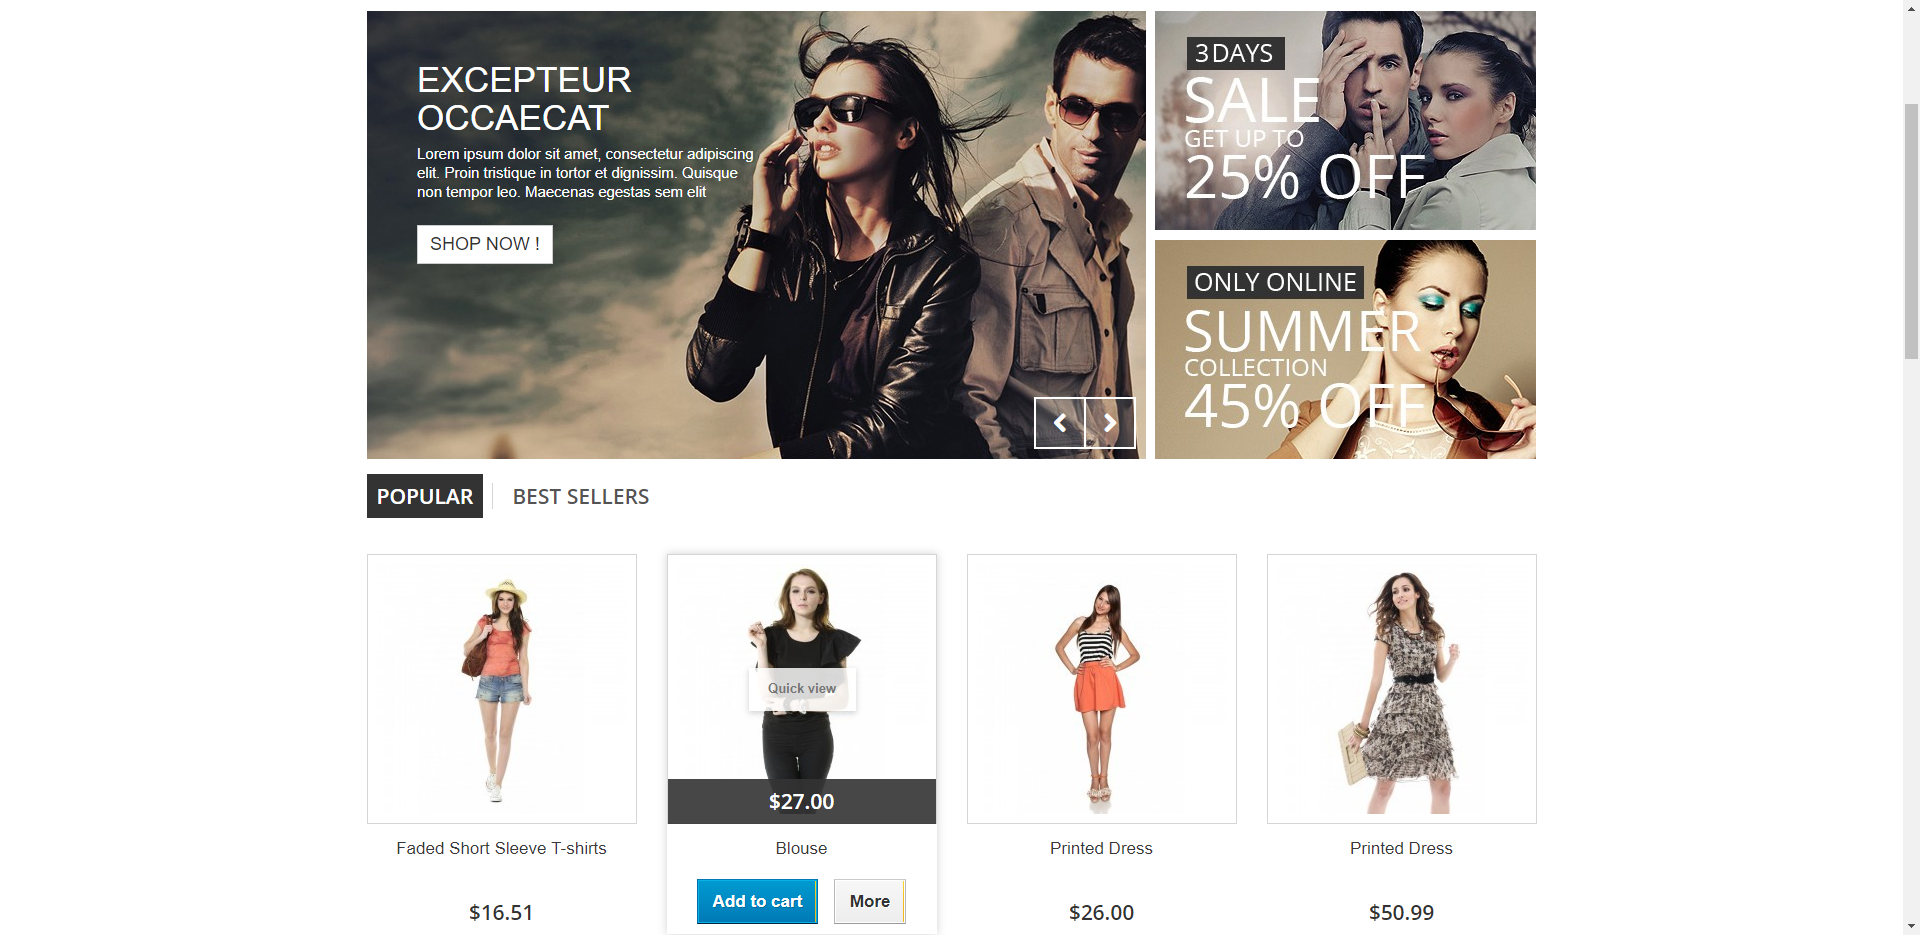 EXCEPTEUR
OCCAECAT
Lorem ipsum dolor sit amet, consectetur adipiscing
elit. Proin tristique in tortor et dignissim. Quisque
non tempor leo. Maecenas egestas sem elit
SHOP NOW !
3DAYS
SALE
GET UP TO
25% OFF
ONLY ONLINE
SUMMER
COLLECTION
45% OFF
POPULAR
BEST SELLERS
Quick view
$27.00
Faded Short Sleeve T-shirts
Blouse
Printed Dress
Printed Dress
Add to cart
More
$16.51
$26.00
$50.99